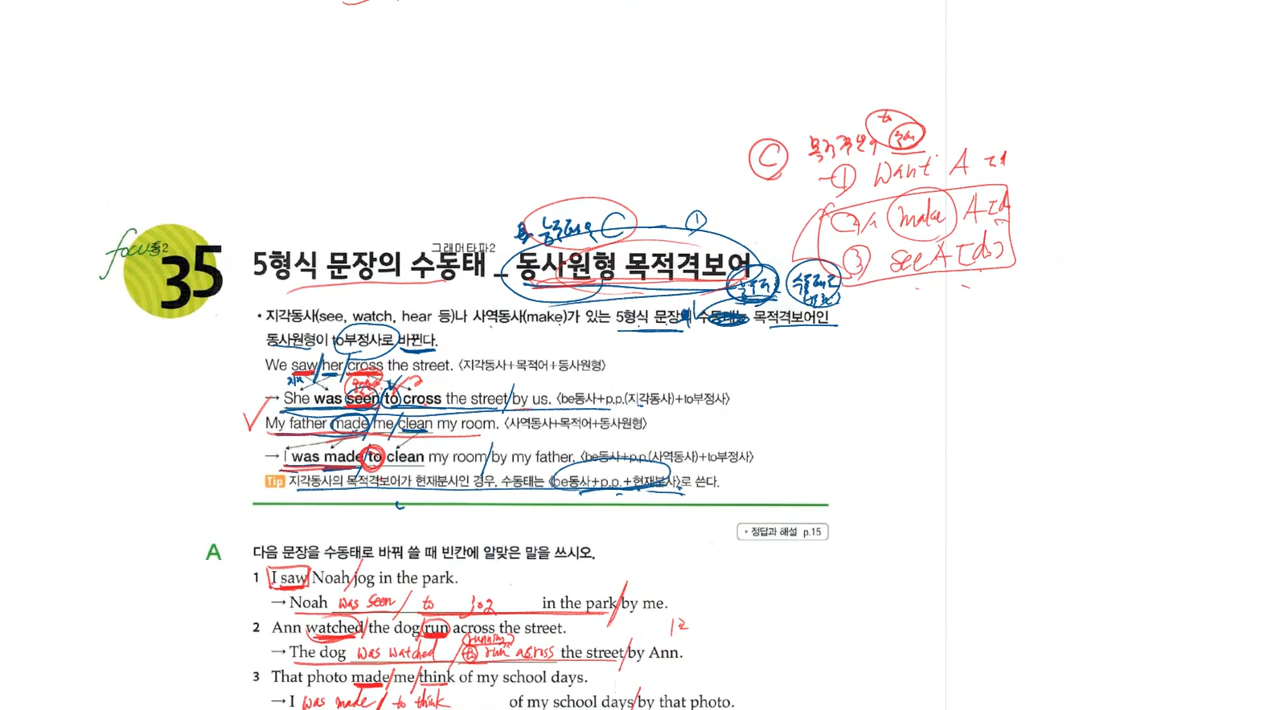 to
C
① Want A
make A
③ see A [do]
C ①
focus 중2
그래머타파2
35 5형식 문장의 수동태 _ 동사원형 목적격보어
• 지각동사(see, watch, hear 등)나 사역동사(make)가 있는 5형식 문장의 수동태는 목적격보어인
동사원형이 to부정사로 바뀐다.
We saw her cross the street. <지각동사+목적어+동사원형>
→ She was seen to cross the street by us. <be동사+p.p.(지각동사)+to부정사>
My father made me clean my room. <사역동사+목적어+동사원형>
→ I was made to clean my room by my father. <be동사+p.p.(사역동사)+to부정사>
Tip 지각동사의 목적격보어가 현재분사인 경우, 수동태는 <be동사+p.p.+현재분사>로 쓴다.
• 정답과 해설 p.15
A 다음 문장을 수동태로 바꿔 쓸 때 빈칸에 알맞은 말을 쓰시오.
1 I saw Noah jog in the park.
→ Noah was seen to jog in the park by me.
2 Ann watched the dog run across the street.
12
running
→ The dog was watched to run across the street by Ann.
3 That photo made me think of my school days.
→ I was made to think of my school days by that photo.